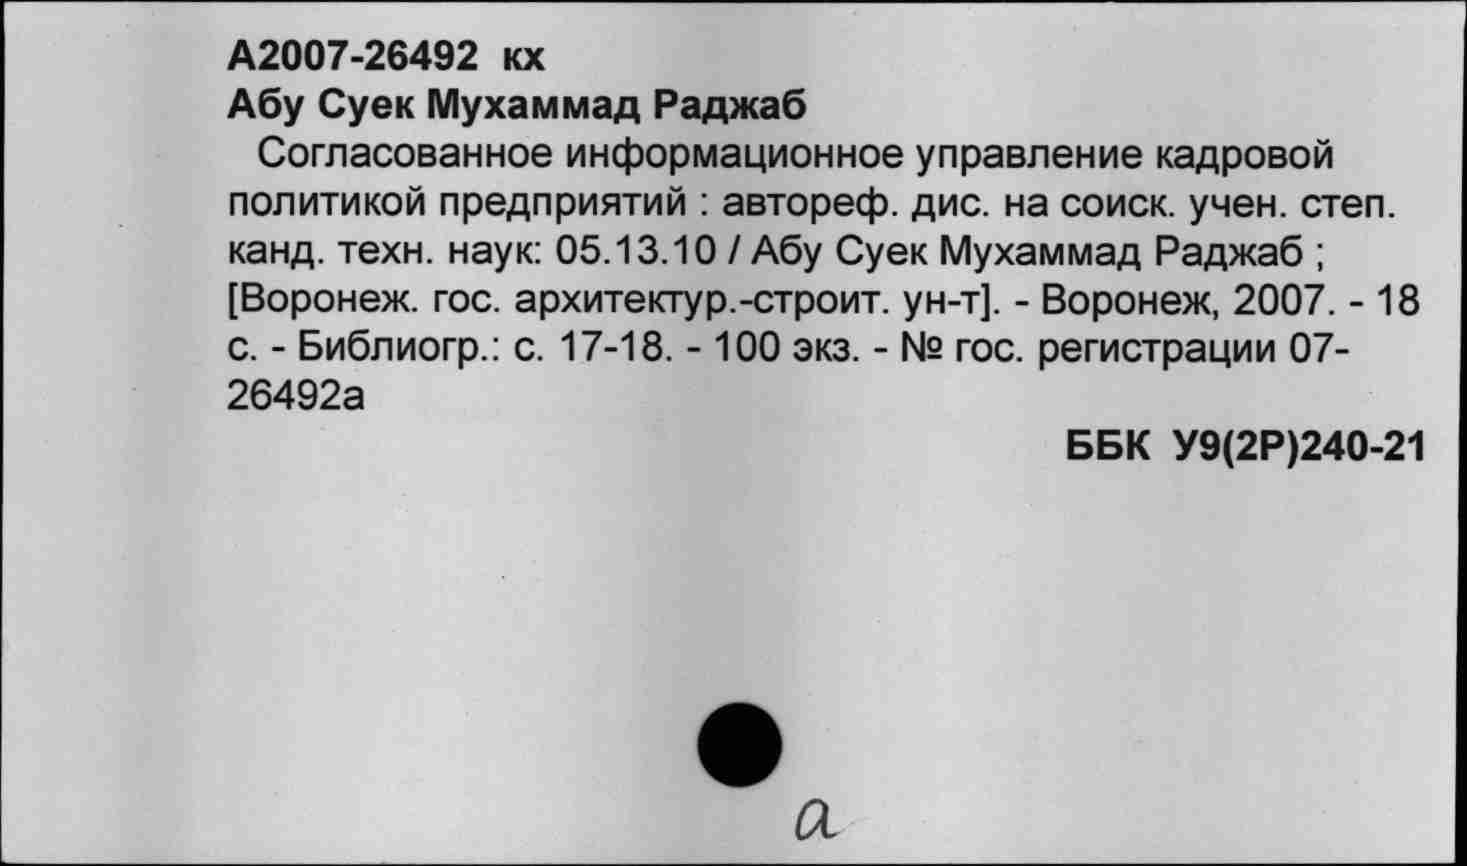 А2007-26492 кх
Абу Суек Мухаммад Раджаб
Согласованное информационное управление кадровой
политикой предприятий : автореф. дис. на соиск. учен. степ.
канд. техн. наук: 05.13.10 / Абу Суек Мухаммад Раджаб ;
[Воронеж. гос. архитектур.-строит. ун-т]. - Воронеж, 2007. - 18
с. - Библиогр.: с. 17-18. - 100 экз. - № гос. регистрации 07-
26492а
ББК У9(2Р)240-21
а